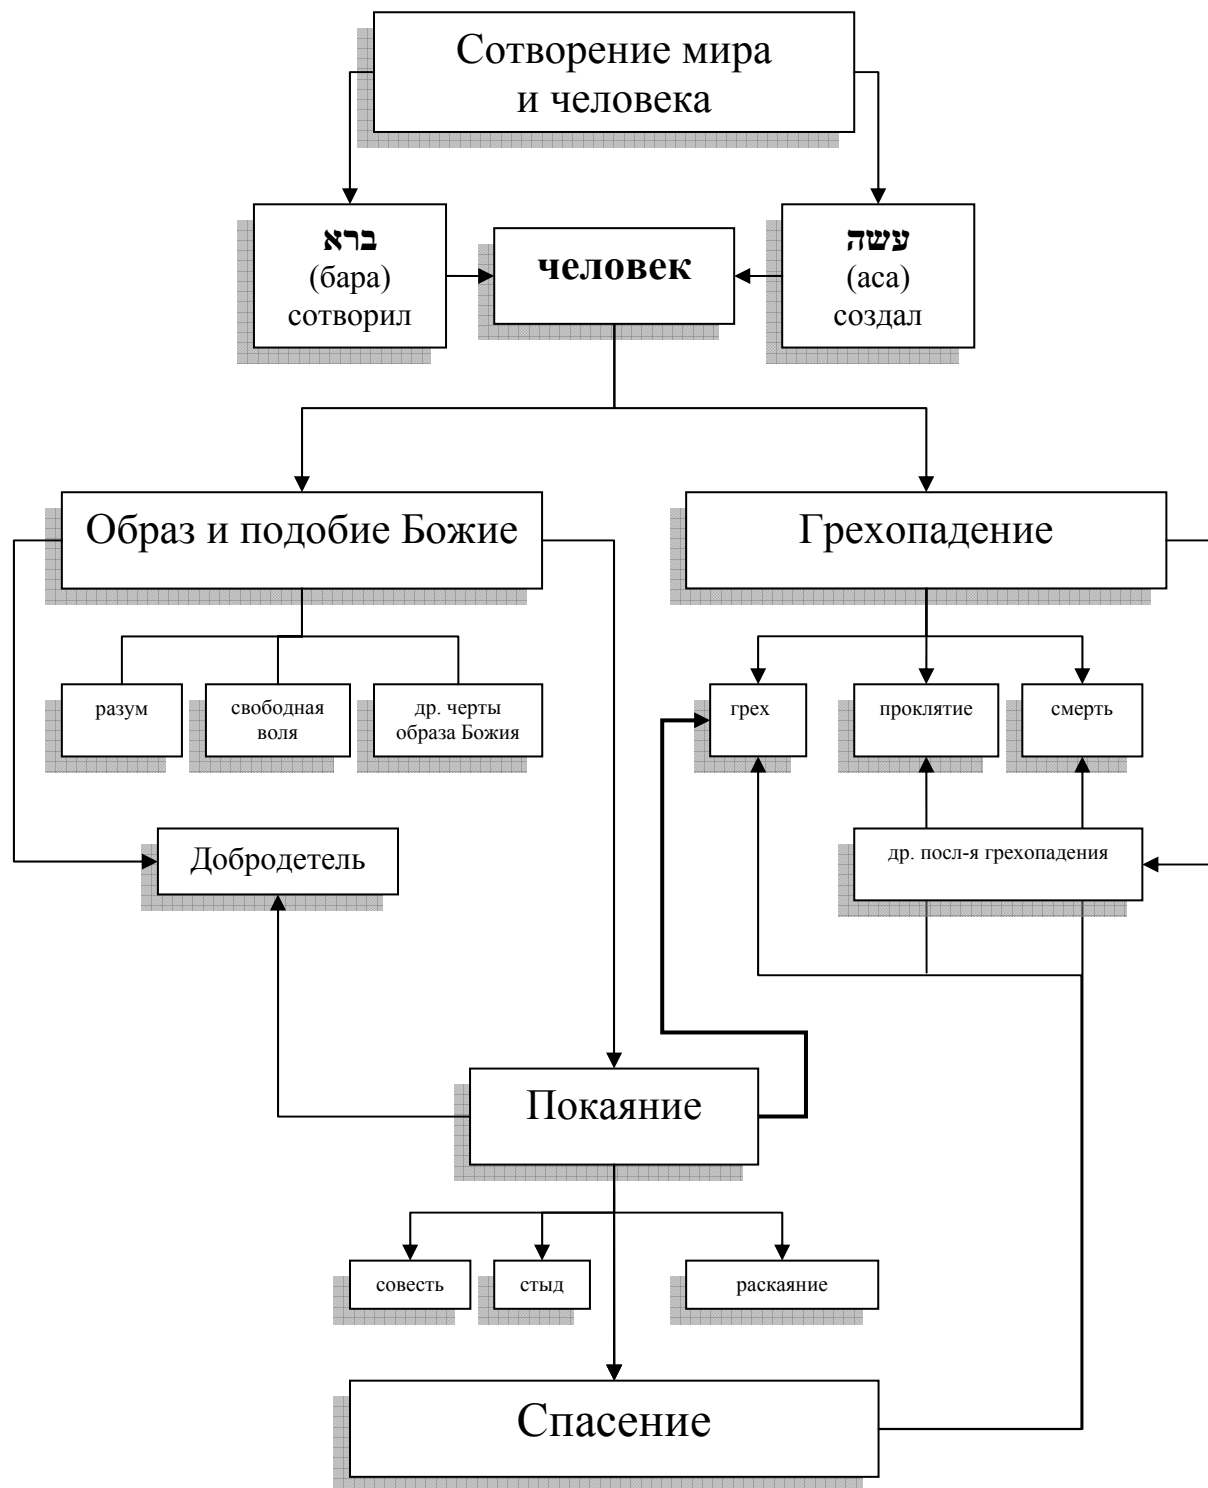 Сотворение мира
и человека
ברא
(бара)
сотворил
человек
עשה
(аса)
создал
Образ и подобие Божие
Грехопадение
разум
свободная
воля
др. черты
образа Божия
грех
проклятие
смерть
Добродетель
др. посл-я грехопадения
Покаяние
совесть
стыд
раскаяние
Спасение